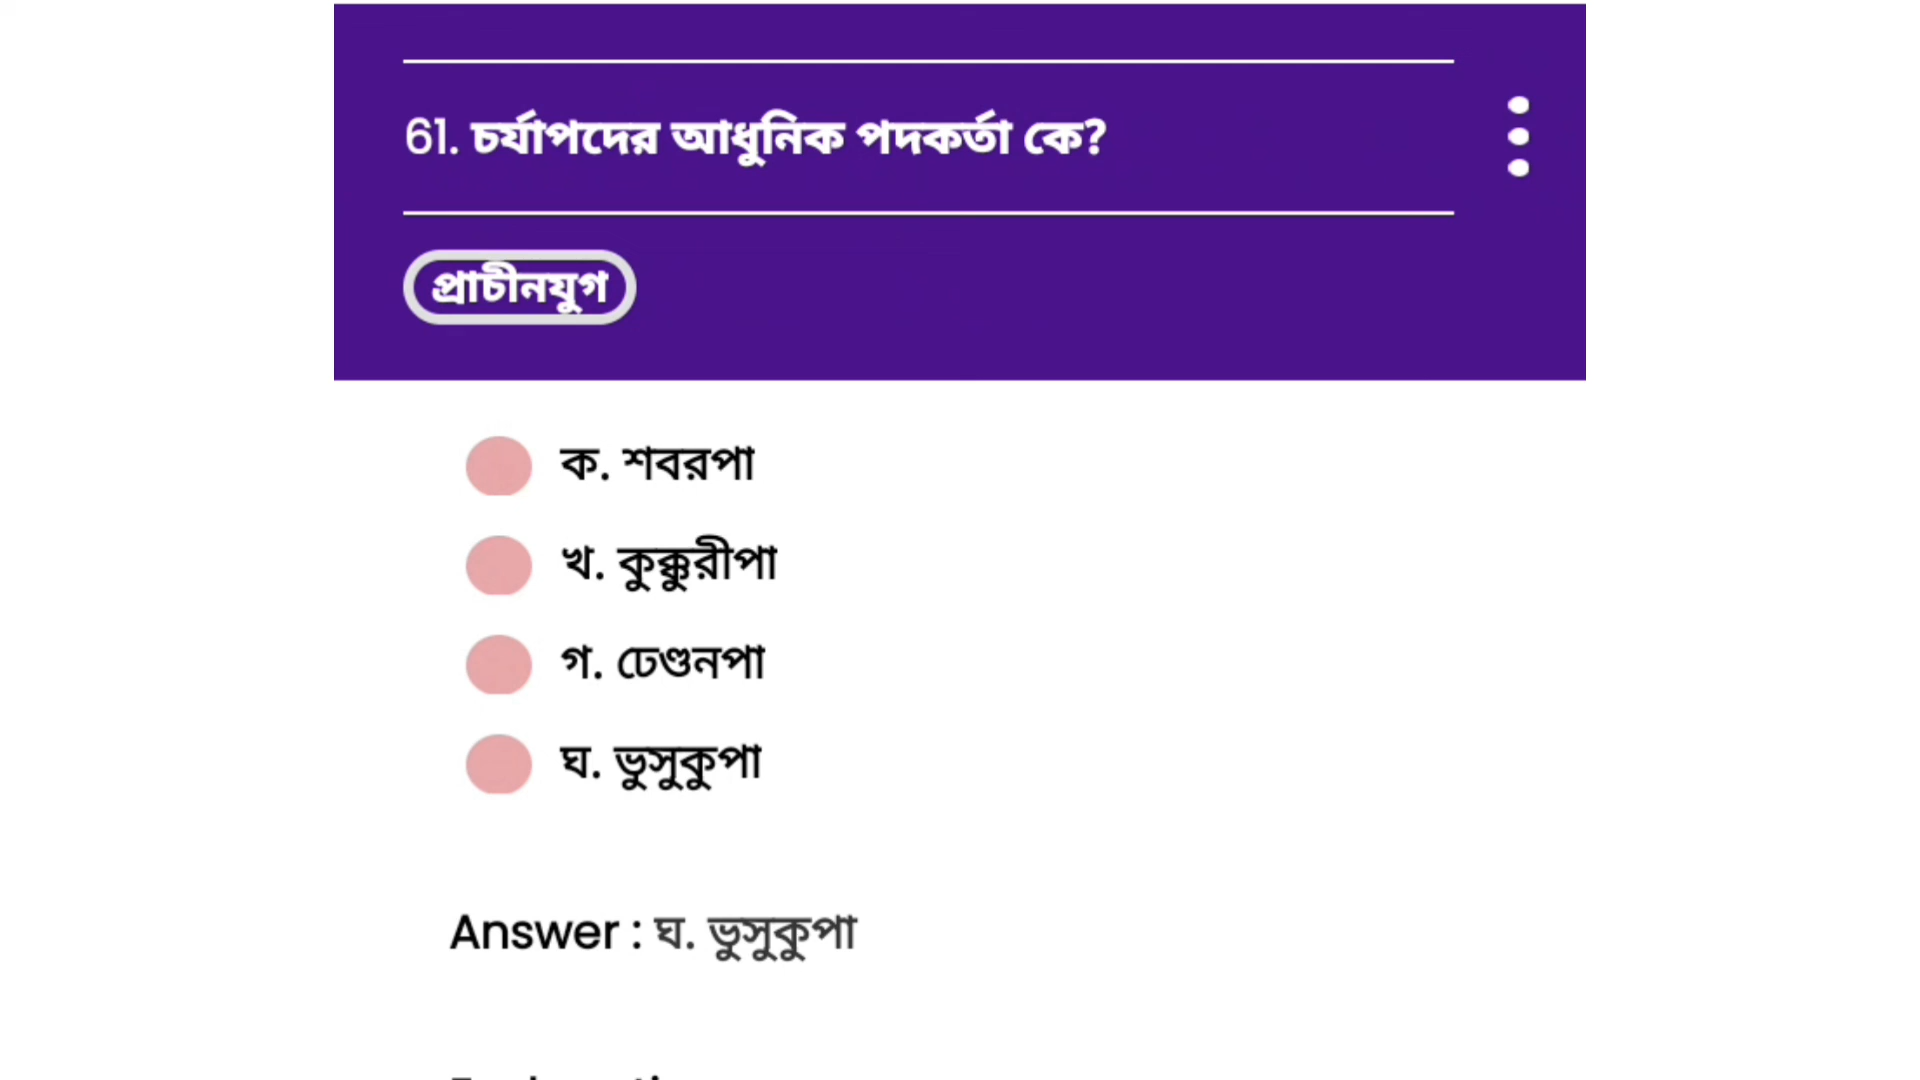 61. চর্যাপদের আধুনিক পদকর্তা কে?
প্রাচীনযুগ
ক. শবরপা
খ. কুক্কুরীপা
গ. ঢেণ্ডনপা
ঘ. ভুসুকুপা
Answer : ঘ. ভুসুকুপা